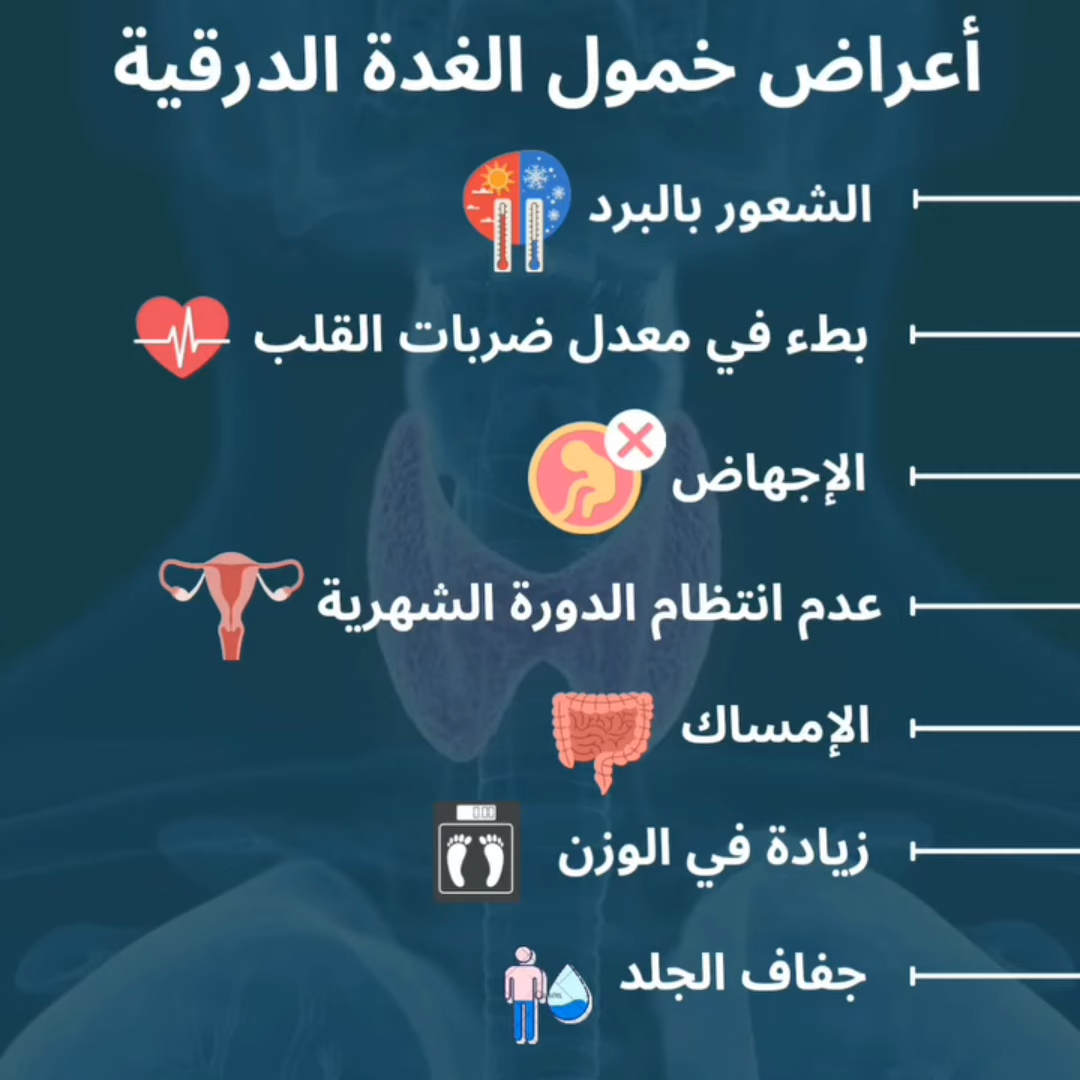 أعراض خمول الغدة الدرقية
الشعور بالبرد
بطء في معدل ضربات القلب
الإجهاض
عدم انتظام الدورة الشهرية
الإمساك
زيادة في الوزن
جفاف الجلد